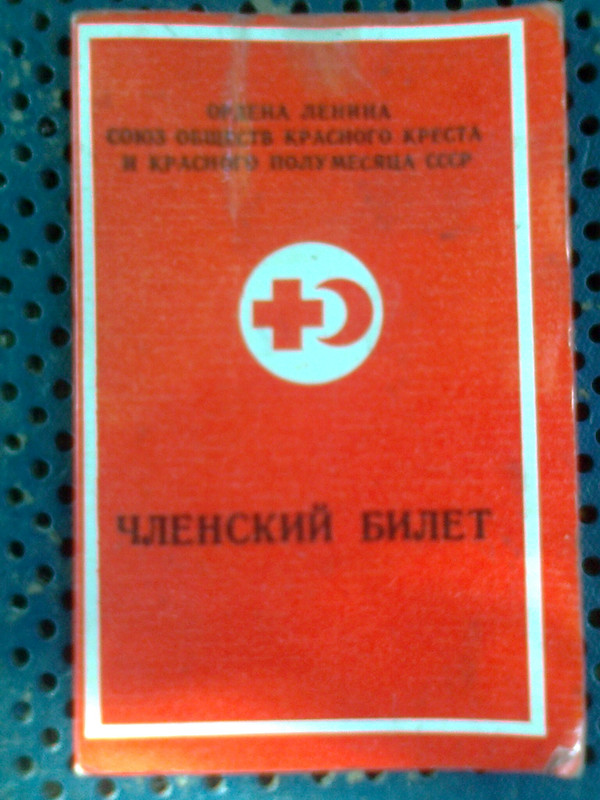 ОРДЕНА ЛЕНИНА
СОЮЗ ОБЩЕСТВ КРАСНОГО КРЕСТА
И КРАСНОГО ПОЛУМЕСЯЦА СССР
ЧЛЕНСКИЙ БИЛЕТ